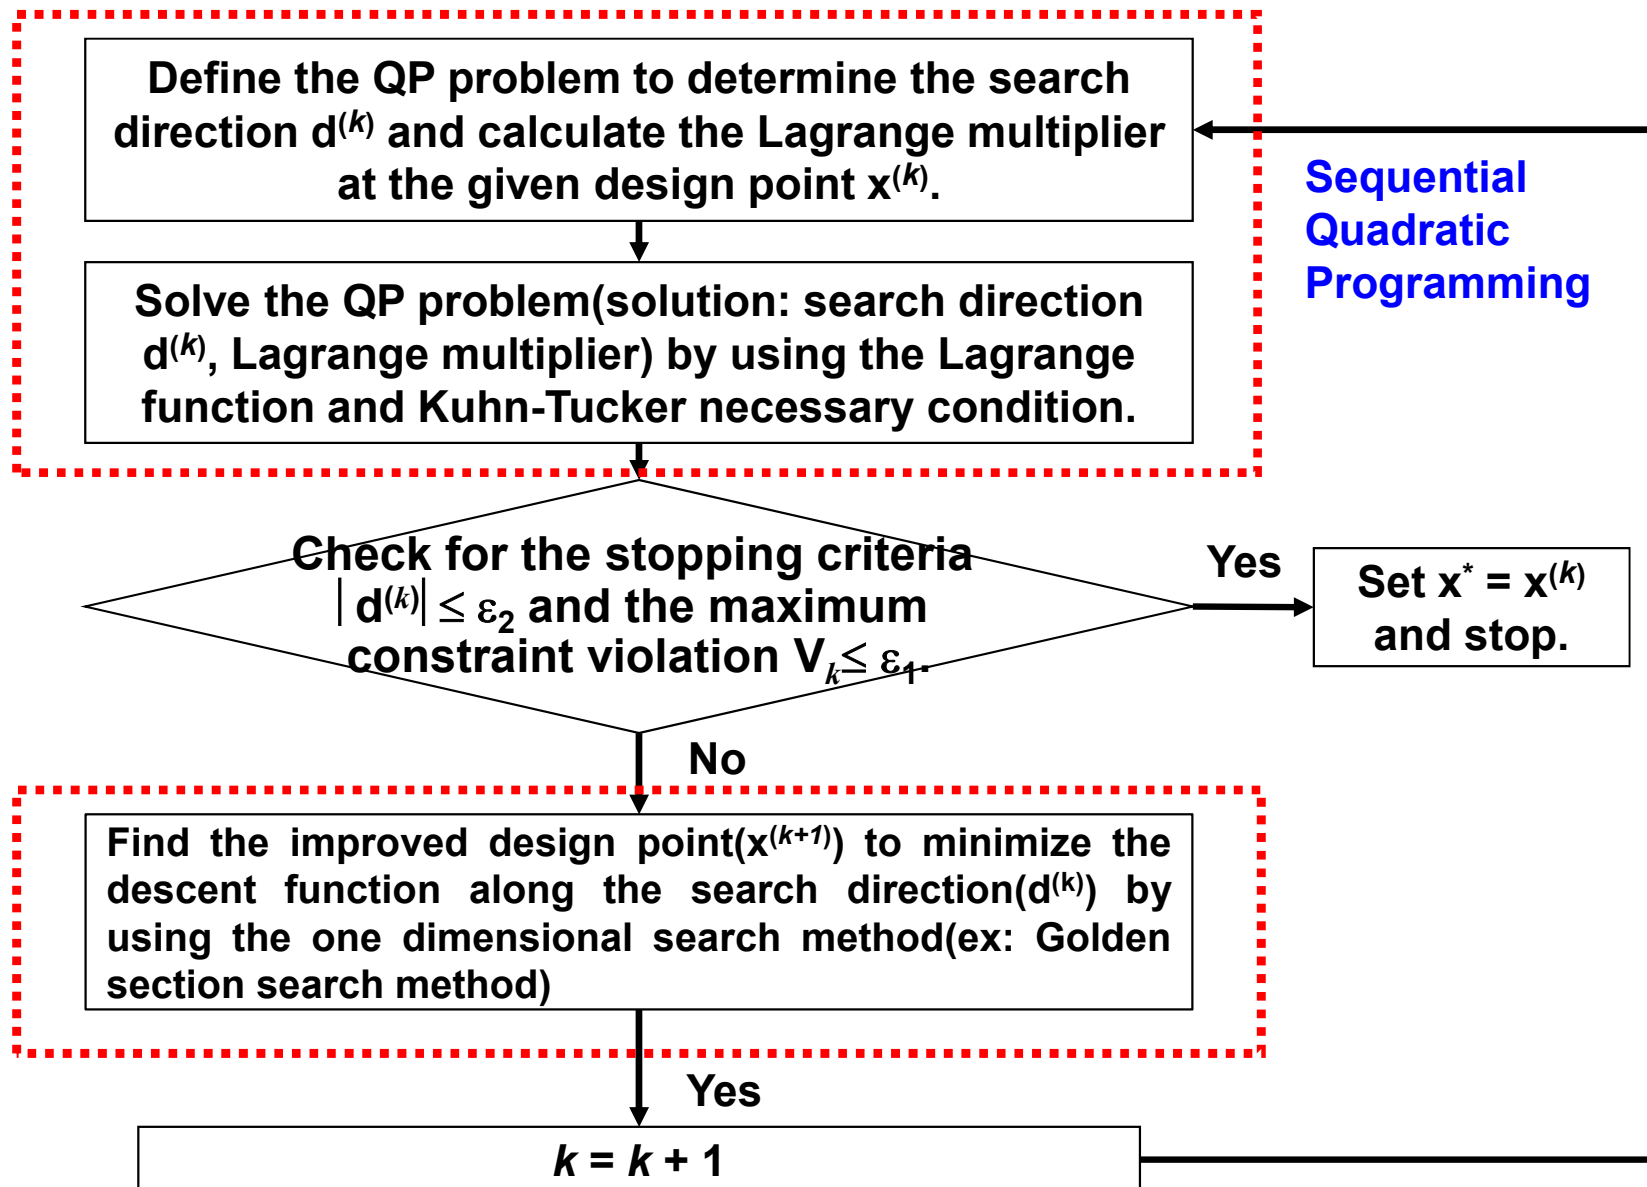 Define the QP problem to determine the search
direction d⁽ᵏ⁾ and calculate the Lagrange multiplier
at the given design point x⁽ᵏ⁾.
Sequential
Quadratic
Programming
Solve the QP problem(solution: search direction
d⁽ᵏ⁾, Lagrange multiplier) by using the Lagrange
function and Kuhn-Tucker necessary condition.
Check for the stopping criteria
|d⁽ᵏ⁾| ≤ ε₂ and the maximum
constraint violation Vₖ ≤ ε₁.
Yes
Set x* = x⁽ᵏ⁾
and stop.
No
Find the improved design point(x⁽ᵏ⁺¹⁾) to minimize the
descent function along the search direction(d⁽ᵏ⁾) by
using the one dimensional search method(ex: Golden
section search method)
Yes
k = k + 1